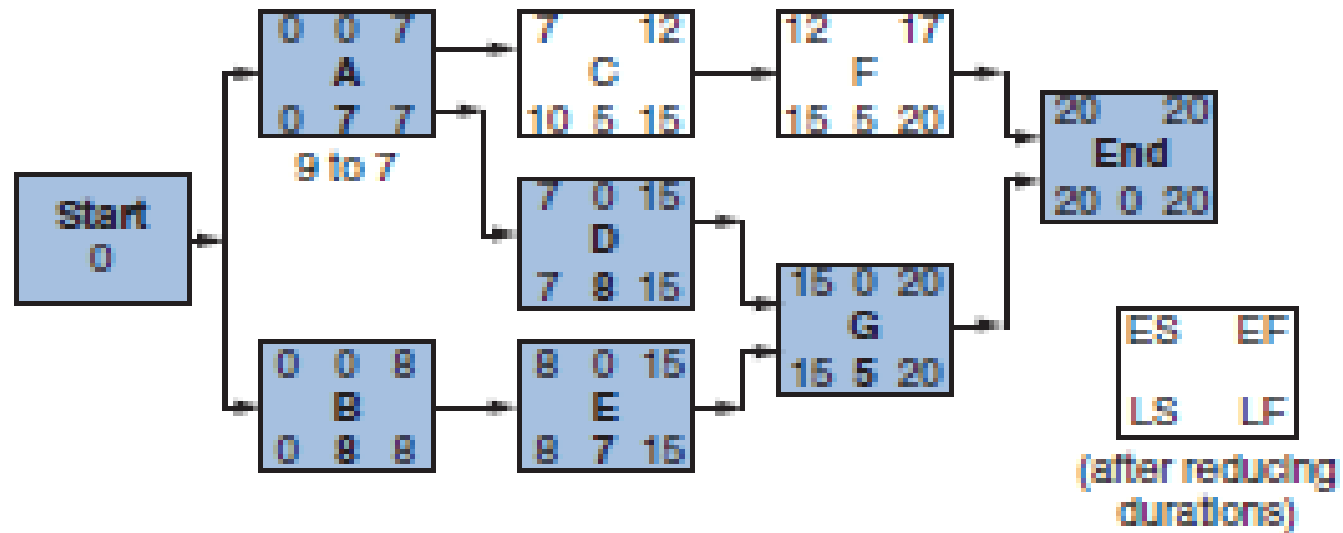 0 0 7
A
0 7 7
9 to 7
7 12
C
10 5 15
12 17
F
15 5 20
20 20
End
20 0 20
Start
0
7 0 15
D
7 8 15
15 0 20
G
15 5 20
0 0 8
B
0 8 8
8 0 15
E
8 7 15
ES EF
LS LF
(after reducing
durations)